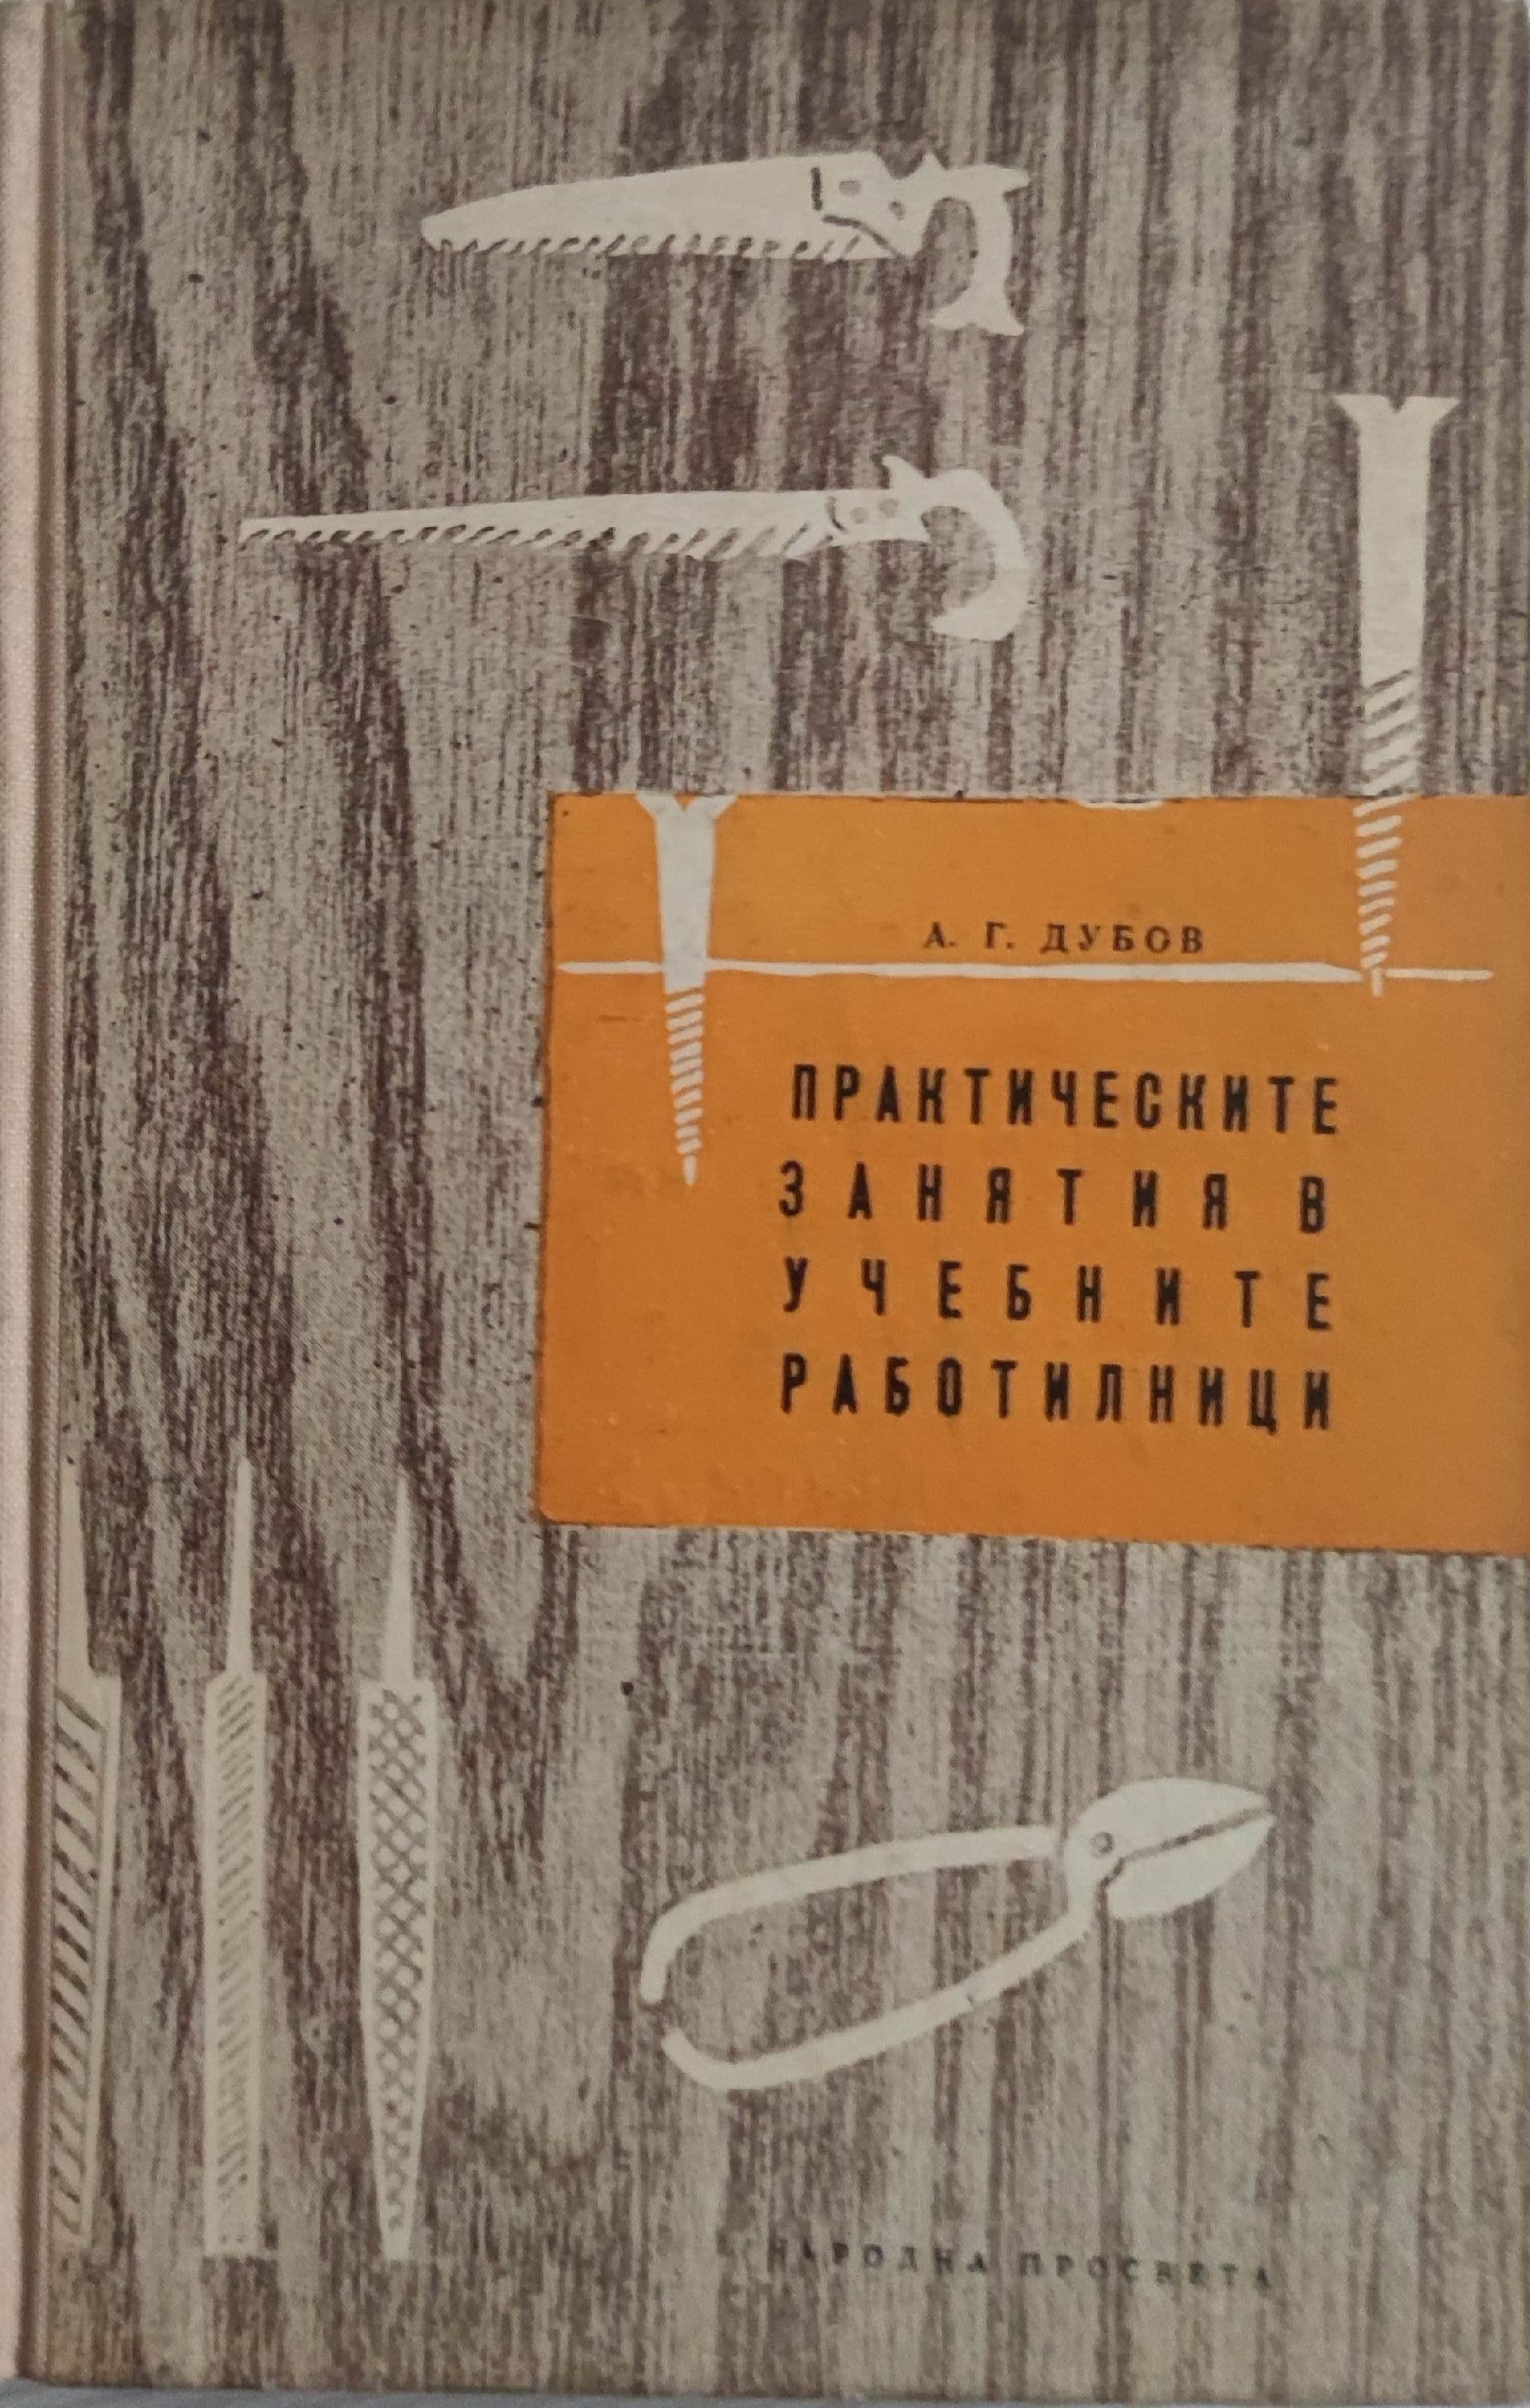 А. Г. ДУБОВ
ПРАКТИЧЕСКИТЕ
ЗАНЯТИЯ В
УЧЕБНИТЕ
РАБОТИЛНИЦИ
НАРОДНА ПРОСВЕТА